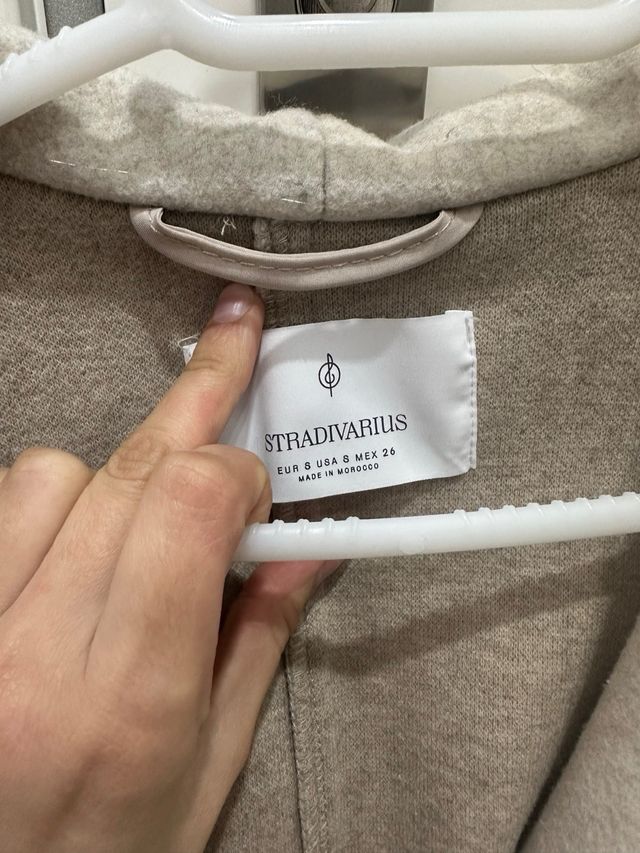 STRADIVARIUS
EUR S USA S MEX 26
MADE IN MOROCCO